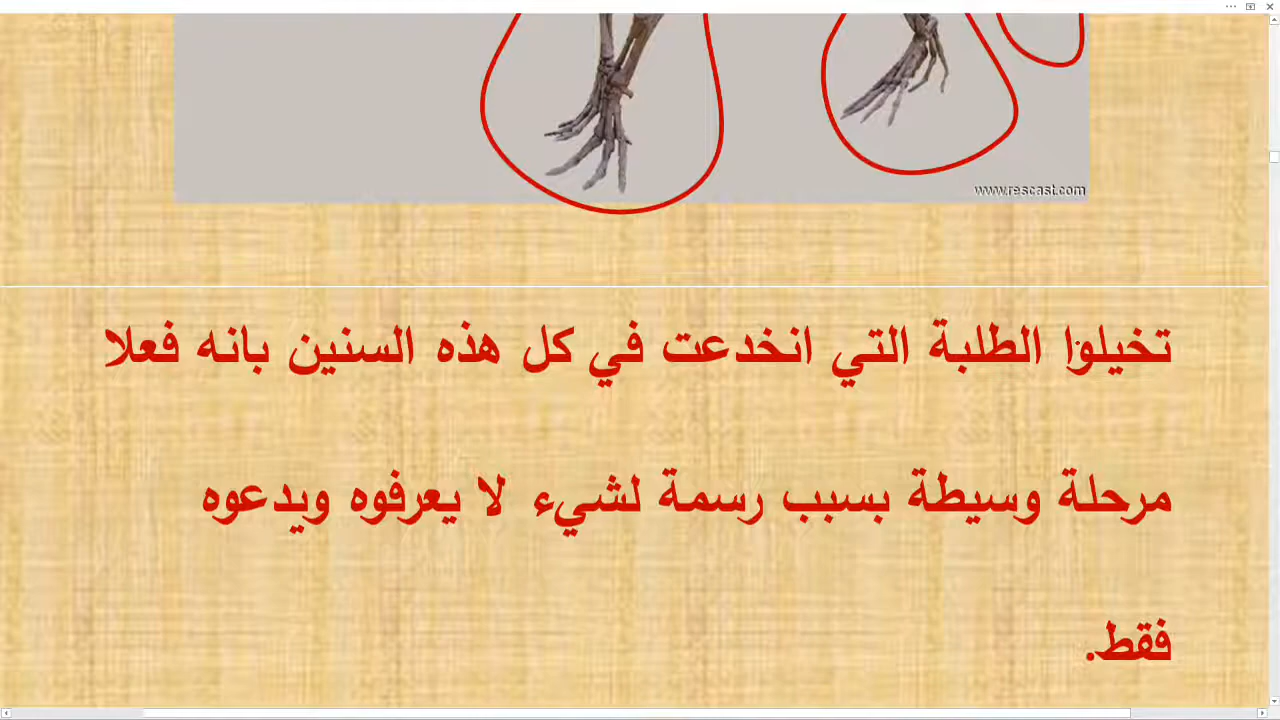 www.rescast.com
تخيلوا الطلبة التي انخدعت في كل هذه السنين بانه فعلا
مرحلة وسيطة بسبب رسمة لشيء لا يعرفوه ويدعوه
فقط.